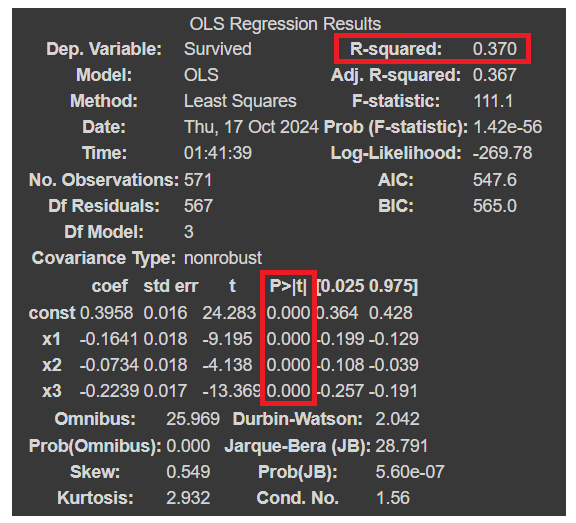 OLS Regression Results
Dep. Variable: Survived R-squared: 0.370
Model: OLS Adj. R-squared: 0.367
Method: Least Squares F-statistic: 111.1
Date: Thu, 17 Oct 2024 Prob (F-statistic): 1.42e-56
Time: 01:41:39 Log-Likelihood: -269.78
No. Observations: 571 AIC: 547.6
Df Residuals: 567 BIC: 565.0
Df Model: 3
Covariance Type: nonrobust
coef std err t P>|t| [0.025 0.975]
const 0.3958 0.016 24.283 0.000 0.364 0.428
x1 -0.1641 0.018 -9.195 0.000 -0.199 -0.129
x2 -0.0734 0.018 -4.138 0.000 -0.108 -0.039
x3 -0.2239 0.017 -13.369 0.000 -0.257 -0.191
Omnibus: 25.969 Durbin-Watson: 2.042
Prob(Omnibus): 0.000 Jarque-Bera (JB): 28.791
Skew: 0.549 Prob(JB): 5.60e-07
Kurtosis: 2.932 Cond. No. 1.56